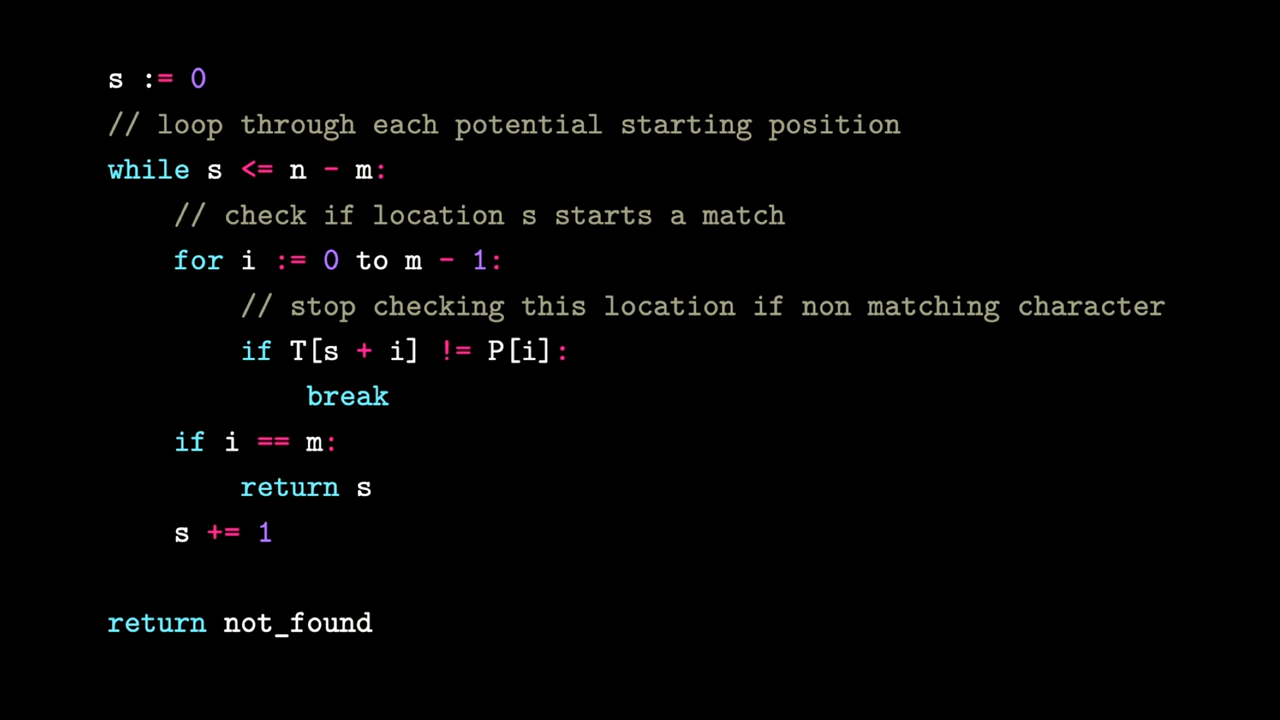 s := 0
// loop through each potential starting position
while s <= n - m:
    // check if location s starts a match
    for i := 0 to m - 1:
        // stop checking this location if non matching character
        if T[s + i] != P[i]:
            break
    if i == m:
        return s
    s += 1
return not_found